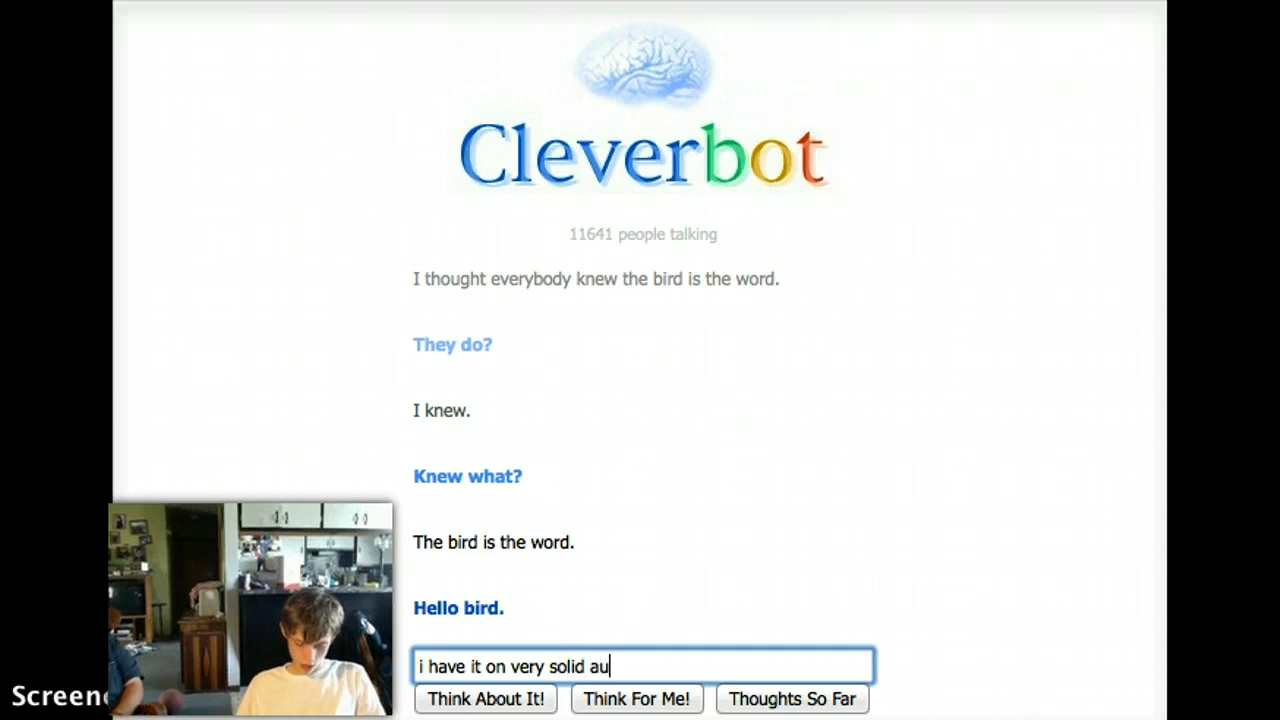 Cleverbot
11641 people talking
I thought everybody knew the bird is the word.
They do?
I knew.
Knew what?
The bird is the word.
Hello bird.
i have it on very solid au
Think About It! Think For Me! Thoughts So Far